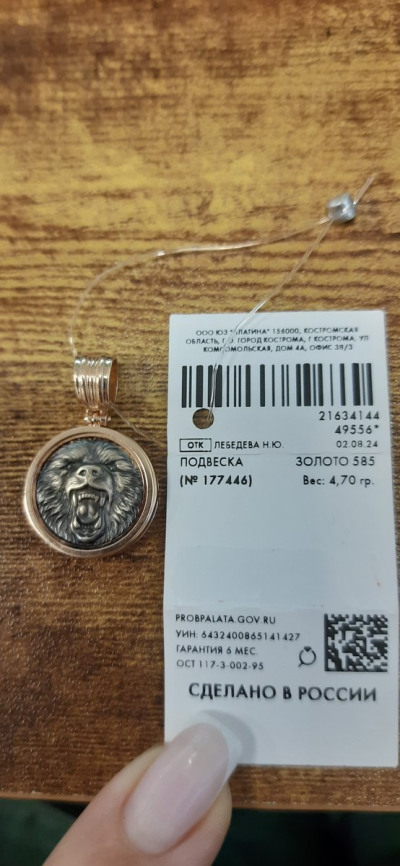 ООО ЮЗ "ПЛАТИНА" 156000, КОСТРОМСКАЯ
ОБЛАСТЬ, Г.О. ГОРОД КОСТРОМА, Г КОСТРОМА, УЛ
КОМСОМОЛЬСКАЯ, ДОМ 4А, ОФИС 38/3
21634144
49556*
ОТК ЛЕБЕДЕВА Н.Ю. 02.08.24
ПОДВЕСКА ЗОЛОТО 585
(№ 177446) Вес: 4,70 гр.
PROBPALATA.GOV.RU
УИН: 6432400865141427
ГАРАНТИЯ 6 МЕС.
ОСТ 117-3-002-95
СДЕЛАНО В РОССИИ